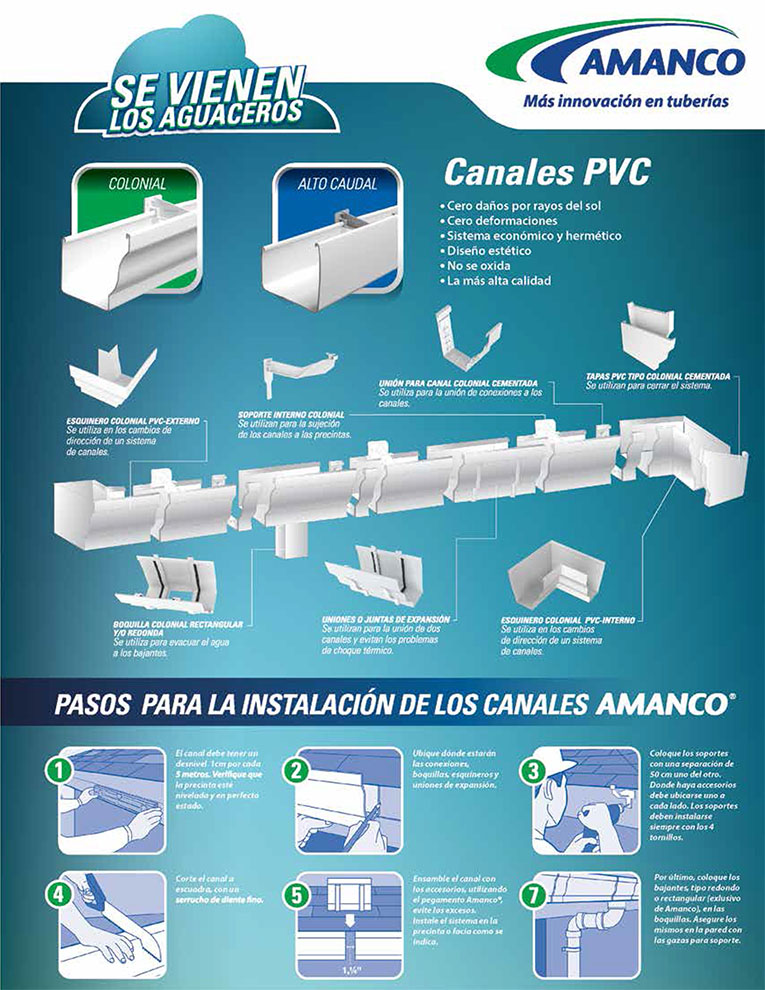 SE VIENEN
LOS AGUACEROS
AMANCO
Más innovación en tuberías
COLONIAL
ALTO CAUDAL
Canales PVC
• Cero daños por rayos del sol
• Cero deformaciones
• Sistema económico y hermético
• Diseño estético
• No se oxida
• La más alta calidad
ESQUINERO COLONIAL PVC-EXTERNO
Se utiliza en los cambios de
dirección de un sistema
de canales.
SOPORTE INTERNO COLONIAL
Se utilizan para la sujeción
de los canales a las precintas.
UNIÓN PARA CANAL COLONIAL CEMENTADA
Se utiliza para la unión de conexiones a los
canales.
TAPAS PVC TIPO COLONIAL CEMENTADA
Se utilizan para cerrar el sistema.
BOQUILLA COLONIAL RECTANGULAR
Y/O REDONDA
Se utiliza para evacuar el agua
a los bajantes.
UNIONES O JUNTAS DE EXPANSIÓN
Se utilizan para la unión de dos
canales y evitan los problemas
de choque térmico.
ESQUINERO COLONIAL PVC-INTERNO
Se utiliza en los cambios
de dirección de un sistema
de canales.
PASOS PARA LA INSTALACIÓN DE LOS CANALES AMANCO®
1
El canal debe tener un
desnivel 1cm por cada
5 metros. Verifique que
la precinta esté
nivelada y en perfecto
estado.
2
Ubique dónde estarán
las conexiones,
boquillas, esquineros y
uniones de expansión.
3
Coloque los soportes
con una separación de
50 cm uno del otro.
Donde haya accesorios
debe ubicarse uno a
cada lado. Los soportes
deben instalarse
siempre con los 4
tornillos.
4
Corte el canal a
escuadra, con un
serrucho de diente fino.
5
1,¼"
Ensamble el canal con
los accesorios, utilizando
el pegamento Amanco®,
evite los excesos.
Instale el sistema en la
precinta o facia como se
indica.
7
Por último, coloque los
bajantes, tipo redondo
o rectangular (exlusivo
de Amanco), en las
boquillas. Asegure los
mismos en la pared con
las gazas para soporte.